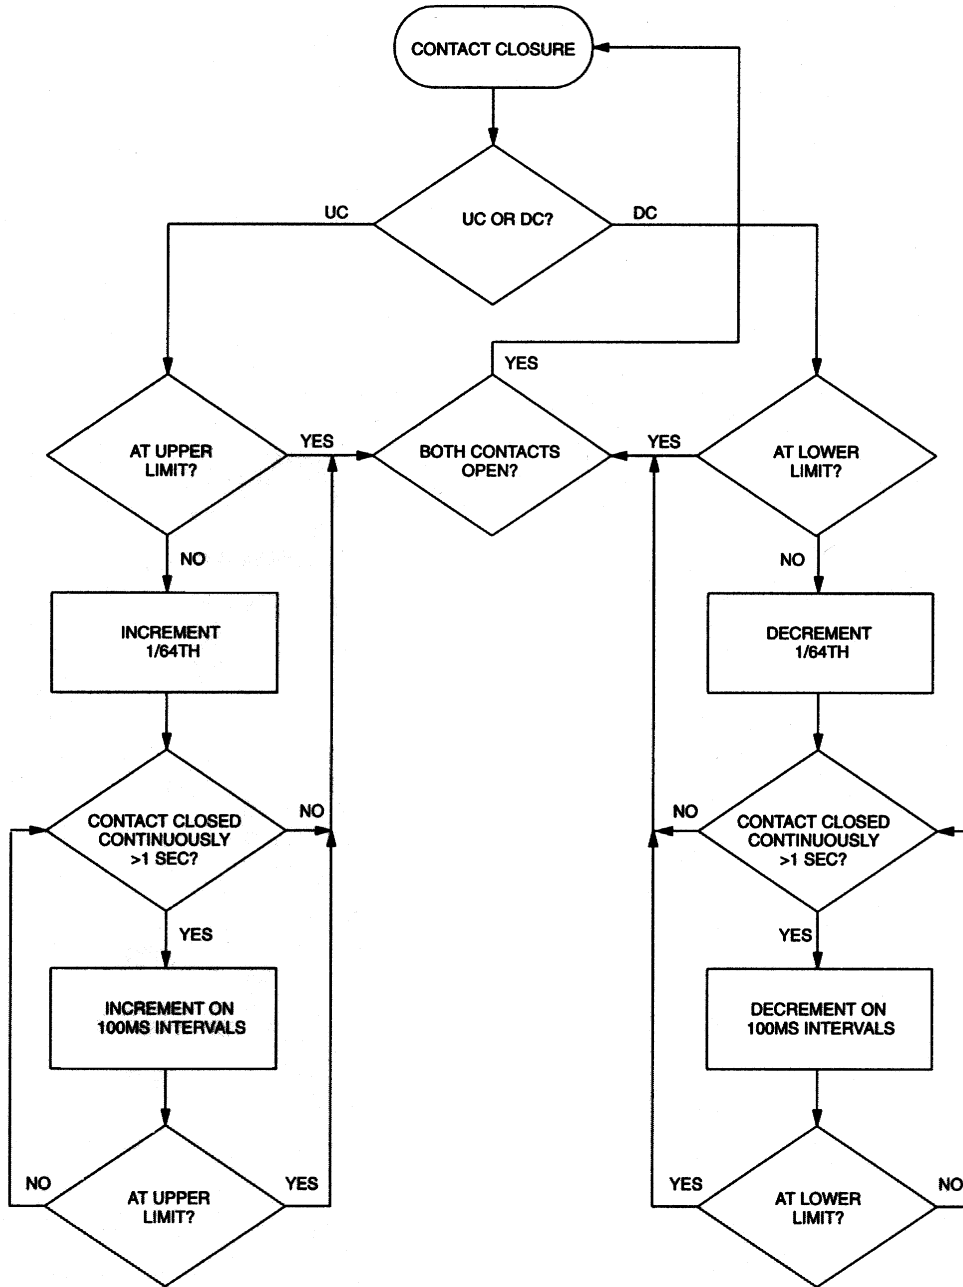 CONTACT CLOSURE
UC
UC OR DC?
DC
YES
AT UPPER
LIMIT?
YES
BOTH CONTACTS
OPEN?
YES
AT LOWER
LIMIT?
NO
NO
INCREMENT
1/64TH
DECREMENT
1/64TH
CONTACT CLOSED
CONTINUOUSLY
>1 SEC?
NO
NO
CONTACT CLOSED
CONTINUOUSLY
>1 SEC?
YES
YES
INCREMENT ON
100MS INTERVALS
DECREMENT ON
100MS INTERVALS
NO
AT UPPER
LIMIT?
YES
YES
AT LOWER
LIMIT?
NO